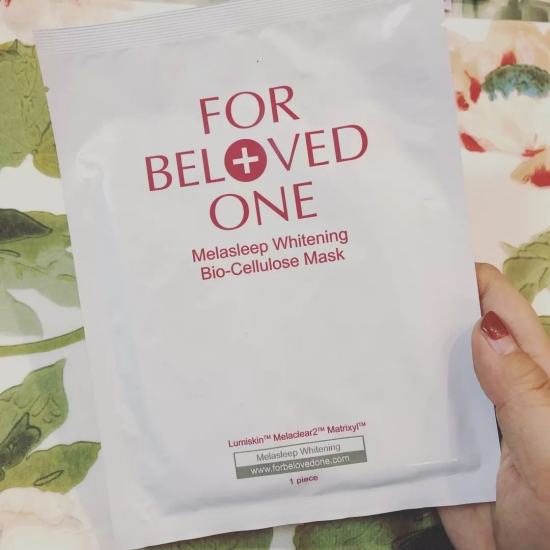 FOR
BELOVED
ONE
Melasleep Whitening
Bio-Cellulose Mask
Lumiskin™ Melaclear2™ Matrixyl™
Melasleep Whitening
www.forbelovedone.com
1 piece